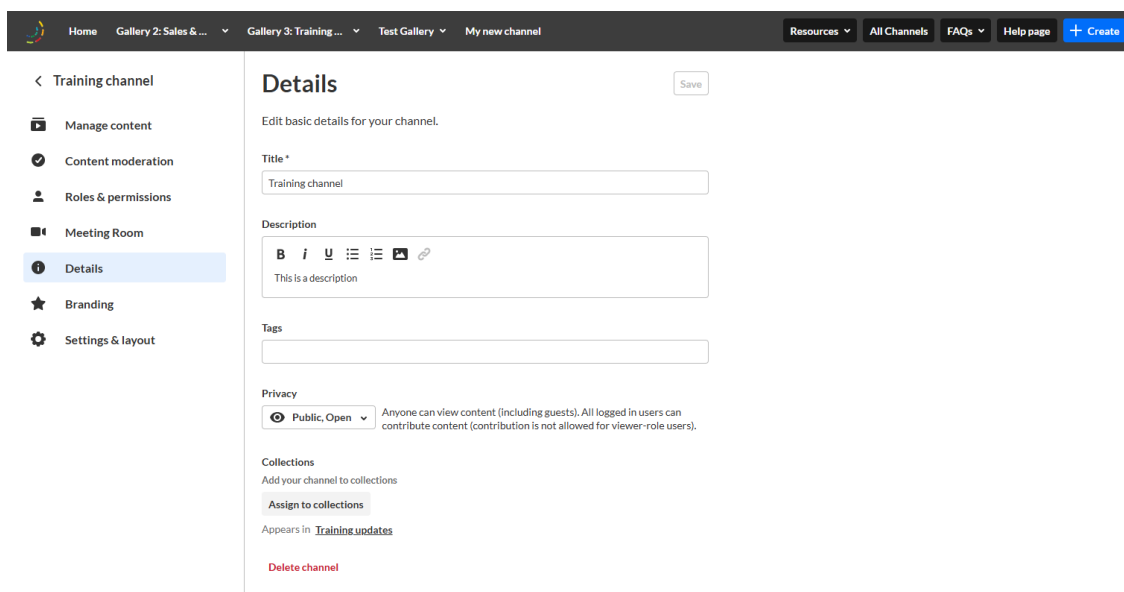 Home Gallery 2: Sales & ... Gallery 3: Training ... Test Gallery My new channel Resources All Channels FAQs Help page + Create
Training channel
Manage content
Content moderation
Roles & permissions
Meeting Room
Details
Branding
Settings & layout
Details
Save
Edit basic details for your channel.
Title *
Training channel
Description
B i U
This is a description
Tags
Privacy
Public, Open
Anyone can view content (including guests). All logged in users can
contribute content (contribution is not allowed for viewer-role users).
Collections
Add your channel to collections
Assign to collections
Appears in Training updates
Delete channel